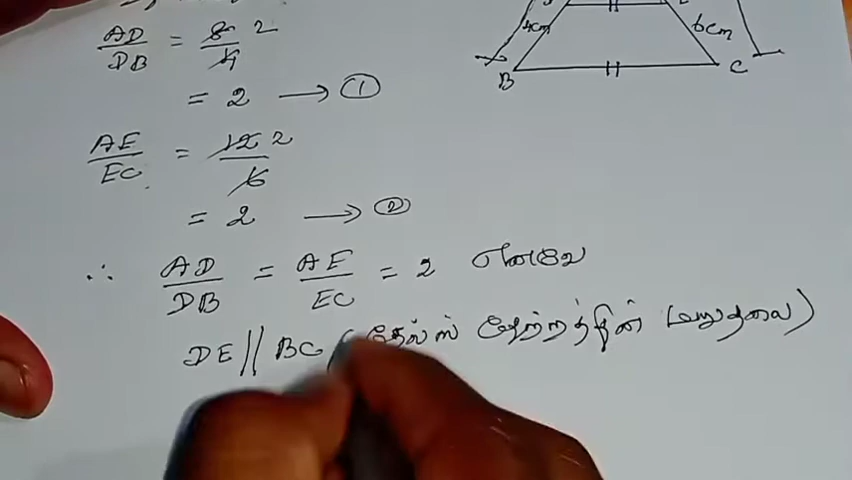 AD/DB = 8/4 2
= 2 → ①
AE/EC = 12/6 2
= 2 → ②
∴ AD/DB = AE/EC = 2 எனவே
DE || BC (தேல்ஸ் தேற்றத்தின் மறுதலை)
4cm
6cm
B
C